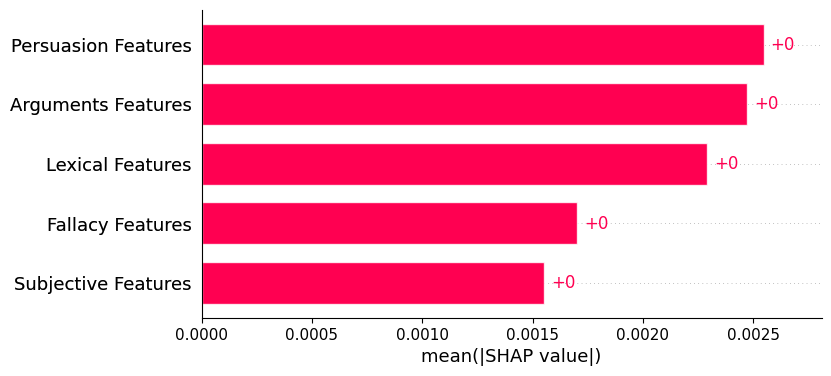 Persuasion Features
+0
Arguments Features
+0
Lexical Features
+0
Fallacy Features
+0
Subjective Features
+0
0.0000 0.0005 0.0010 0.0015 0.0020 0.0025
mean(|SHAP value|)